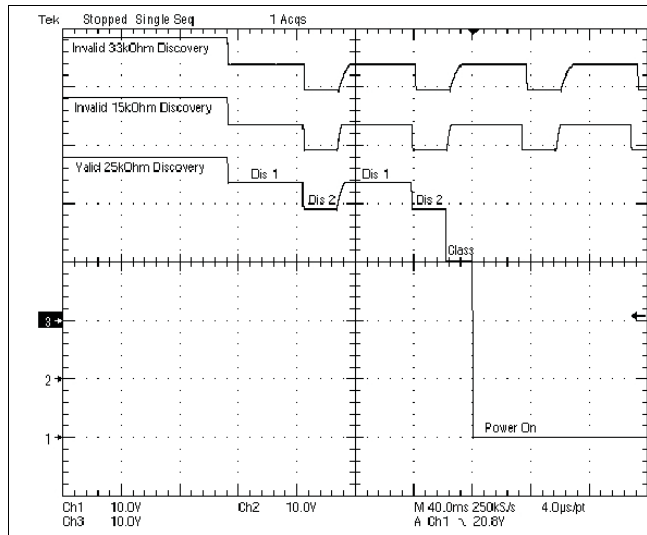 Tek Stopped Single Seq 1 Acqs
Invalid 33kOhm Discovery
Invalid 15kOhm Discovery
Valid 25kOhm Discovery
Dis 1 Dis 1
Dis 2 Dis 2
Class
3
2
1
Power On
Ch1 10.0V Ch2 10.0V M 40.0ms 250kS/s 4.0µs/pt
Ch3 10.0V A Ch1 ↘ 20.8V